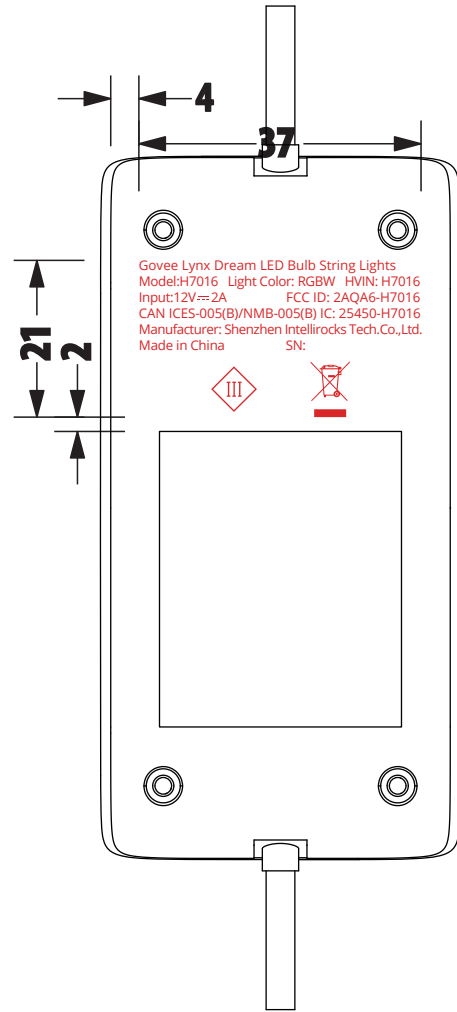 4
37
Govee Lynx Dream LED Bulb String Lights
Model:H7016 Light Color: RGBW HVIN: H7016
Input:12V⎓2A FCC ID: 2AQA6-H7016
CAN ICES-005(B)/NMB-005(B) IC: 25450-H7016
Manufacturer: Shenzhen Intellirocks Tech.Co.,Ltd.
Made in China SN:
21
2
III